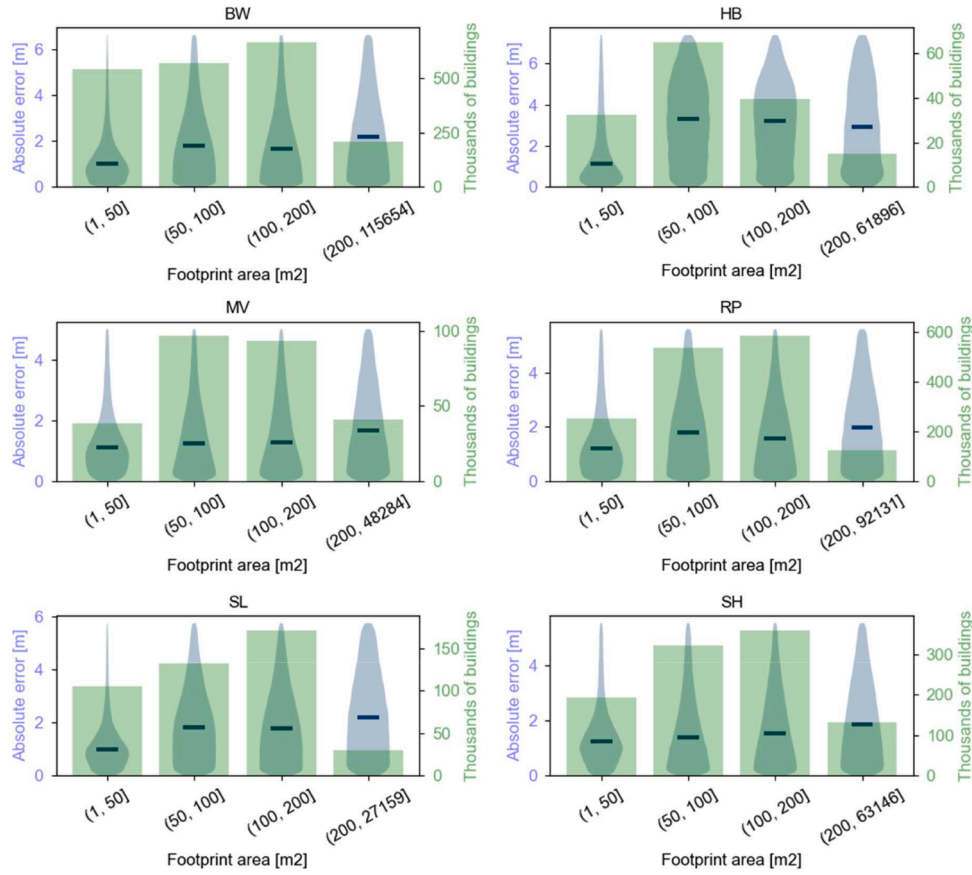 BW
Absolute error [m]
6
4
2
0
500
250
0
Thousands of buildings
(1, 50]
(50, 100]
(100, 200]
(200, 115654]
Footprint area [m2]
HB
Absolute error [m]
6
4
2
0
60
40
20
0
Thousands of buildings
(1, 50]
(50, 100]
(100, 200]
(200, 61896]
Footprint area [m2]
MV
Absolute error [m]
4
2
0
100
50
0
Thousands of buildings
(1, 50]
(50, 100]
(100, 200]
(200, 48284]
Footprint area [m2]
RP
Absolute error [m]
4
2
0
600
400
200
0
Thousands of buildings
(1, 50]
(50, 100]
(100, 200]
(200, 92131]
Footprint area [m2]
SL
Absolute error [m]
6
4
2
0
150
100
50
0
Thousands of buildings
(1, 50]
(50, 100]
(100, 200]
(200, 27159]
Footprint area [m2]
SH
Absolute error [m]
4
2
0
300
200
100
0
Thousands of buildings
(1, 50]
(50, 100]
(100, 200]
(200, 63146]
Footprint area [m2]